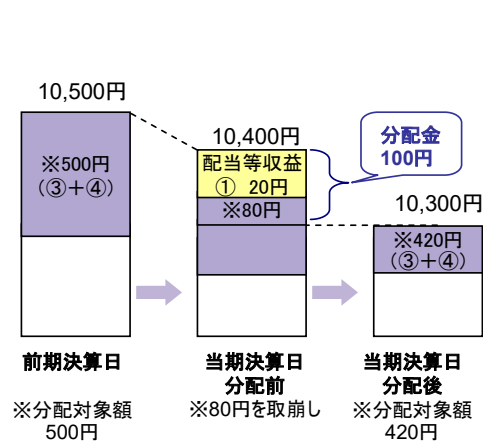 10,500円
※500円
（③＋④）
10,400円
配当等収益
① 20円
※80円
分配金
100円
10,300円
※420円
（③＋④）
前期決算日
※分配対象額
500円
当期決算日
分配前
※80円を取崩し
当期決算日
分配後
※分配対象額
420円